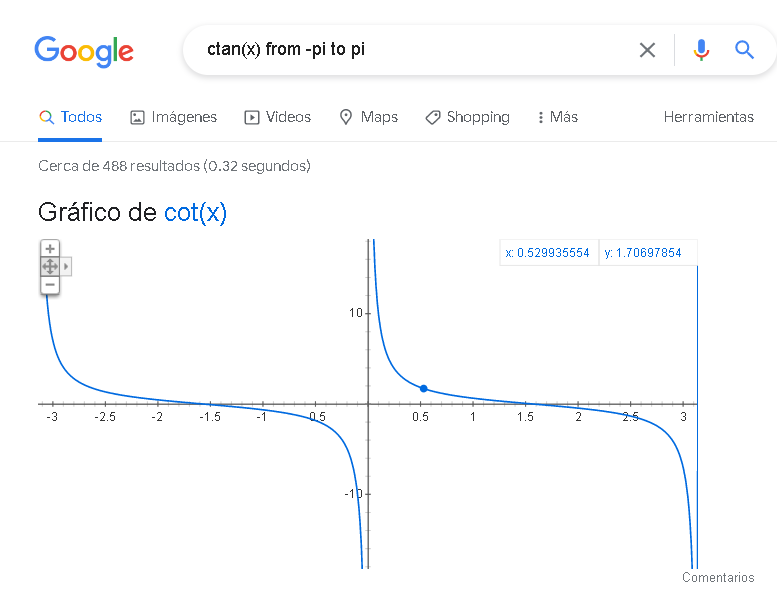 Google
ctan(x) from -pi to pi
Todos Imágenes Videos Maps Shopping Más Herramientas
Cerca de 488 resultados (0.32 segundos)
Gráfico de cot(x)
x: 0.529935554 y: 1.70697854
10
-3 -2.5 -2 -1.5 -1 -0.5 0.5 1 1.5 2 2.5 3
-10
Comentarios